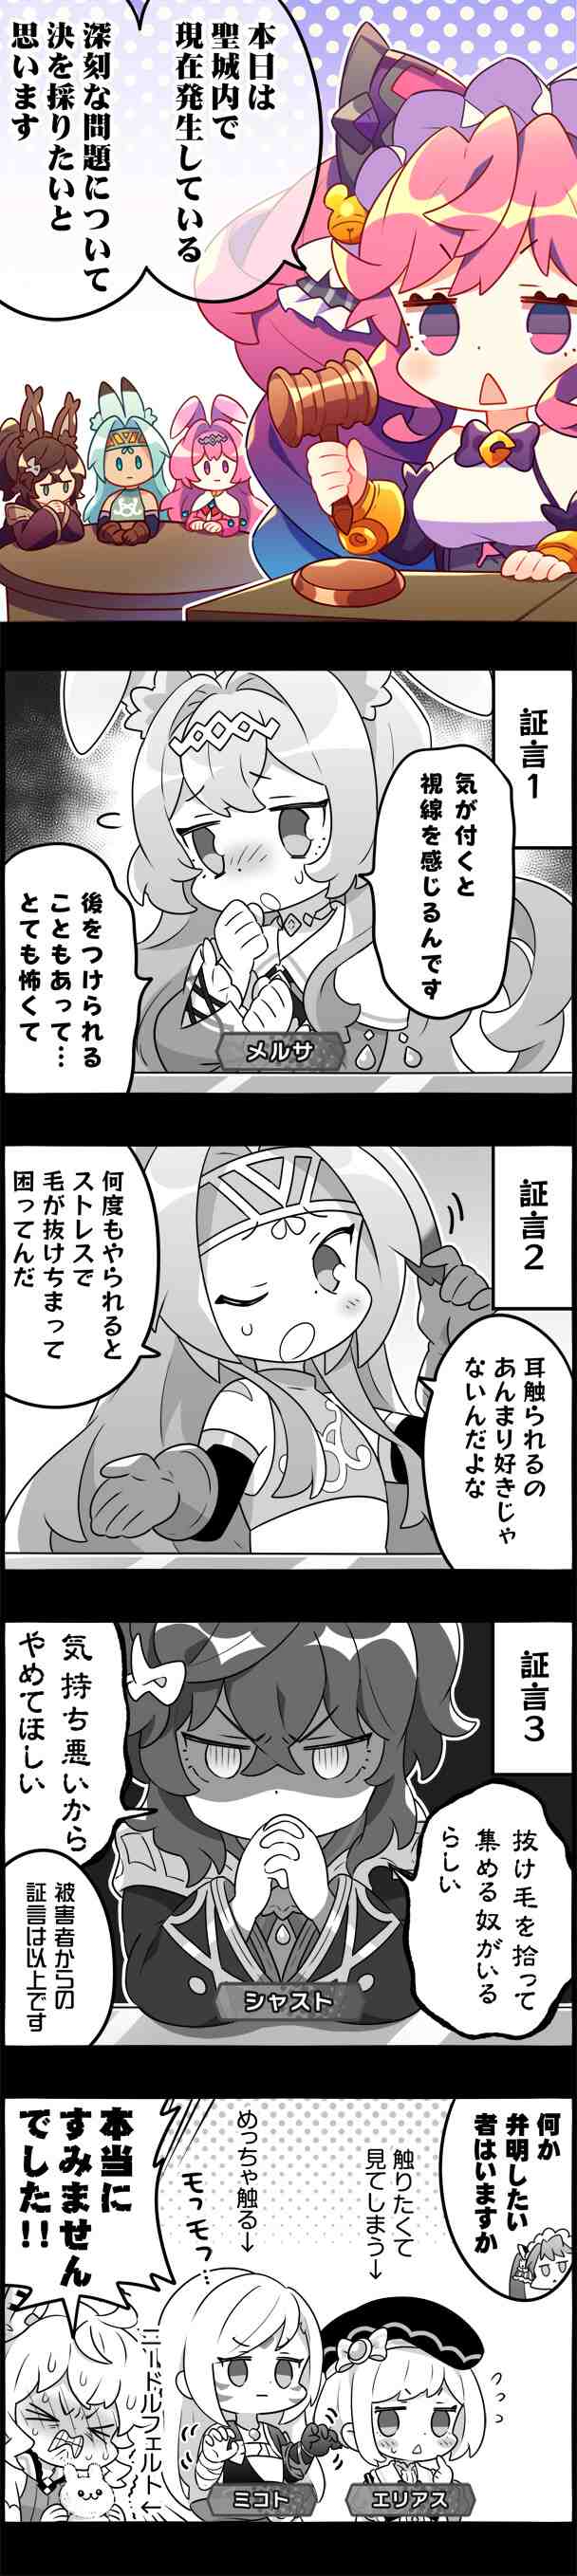 本日は
聖城内で
現在発生している
深刻な問題について
決を採りたいと
思います
証言1
気が付くと
視線を感じるんです
後をつけられる
こともあって…
とても怖くて
メルサ
証言2
耳触られるの
あんまり好きじゃ
ないんだよな
何度もやられると
ストレスで
毛が抜けちまって
困ってんだ
証言3
抜け毛を拾って
集める奴がいる
らしい
気持ち悪いから
やめてほしい
シャスト
被害者からの
証言は以上です
何か
弁明したい
者はいますか
触りたくて
見てしまう→
めっちゃ触る→
モフモフ…
本当に
すみません
でした!!
ニードルフェルト→
エリアス
ミコト